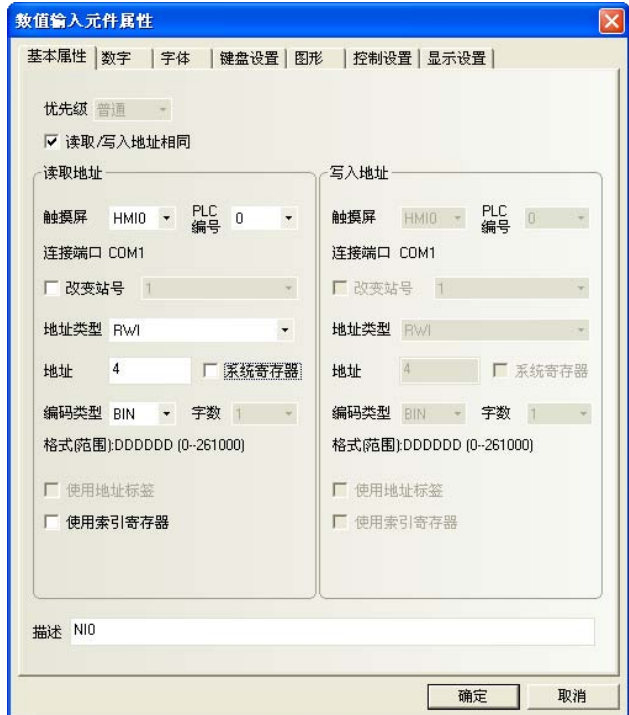 数值输入元件属性
基本属性 数字 字体 键盘设置 图形 控制设置 显示设置
优先级 普通
读取/写入地址相同
读取地址
触摸屏 HMI0 PLC编号 0
连接端口 COM1
改变站号 1
地址类型 RWI
地址 4 系统寄存器
编码类型 BIN 字数 1
格式(范围):DDDDDD (0--261000)
使用地址标签
使用索引寄存器
写入地址
触摸屏 HMI0 PLC编号 0
连接端口 COM1
改变站号 1
地址类型 RWI
地址 4 系统寄存器
编码类型 BIN 字数 1
格式(范围):DDDDDD (0--261000)
使用地址标签
使用索引寄存器
描述 NI0
确定 取消